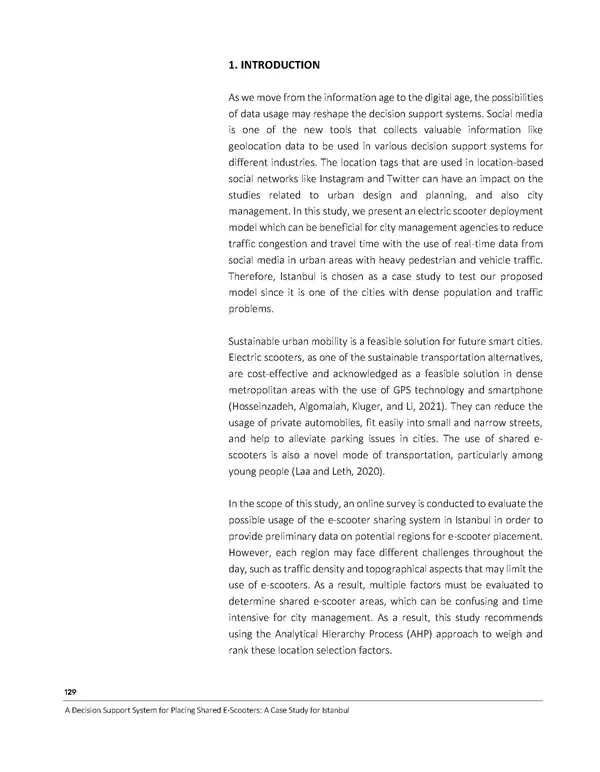 1. INTRODUCTION
As we move from the information age to the digital age, the possibilities
of data usage may reshape the decision support systems. Social media
is one of the new tools that collects valuable information like
geolocation data to be used in various decision support systems for
different industries. The location tags that are used in location-based
social networks like Instagram and Twitter can have an impact on the
studies related to urban design and planning, and also city
management. In this study, we present an electric scooter deployment
model which can be beneficial for city management agencies to reduce
traffic congestion and travel time with the use of real-time data from
social media in urban areas with heavy pedestrian and vehicle traffic.
Therefore, Istanbul is chosen as a case study to test our proposed
model since it is one of the cities with dense population and traffic
problems.
Sustainable urban mobility is a feasible solution for future smart cities.
Electric scooters, as one of the sustainable transportation alternatives,
are cost-effective and acknowledged as a feasible solution in dense
metropolitan areas with the use of GPS technology and smartphone
(Hosseinzadeh, Algomaiah, Kluger, and Li, 2021). They can reduce the
usage of private automobiles, fit easily into small and narrow streets,
and help to alleviate parking issues in cities. The use of shared e-
scooters is also a novel mode of transportation, particularly among
young people (Laa and Leth, 2020).
In the scope of this study, an online survey is conducted to evaluate the
possible usage of the e-scooter sharing system in Istanbul in order to
provide preliminary data on potential regions for e-scooter placement.
However, each region may face different challenges throughout the
day, such as traffic density and topographical aspects that may limit the
use of e-scooters. As a result, multiple factors must be evaluated to
determine shared e-scooter areas, which can be confusing and time
intensive for city management. As a result, this study recommends
using the Analytical Hierarchy Process (AHP) approach to weigh and
rank these location selection factors.
129
A Decision Support System for Placing Shared E-Scooters: A Case Study for Istanbul